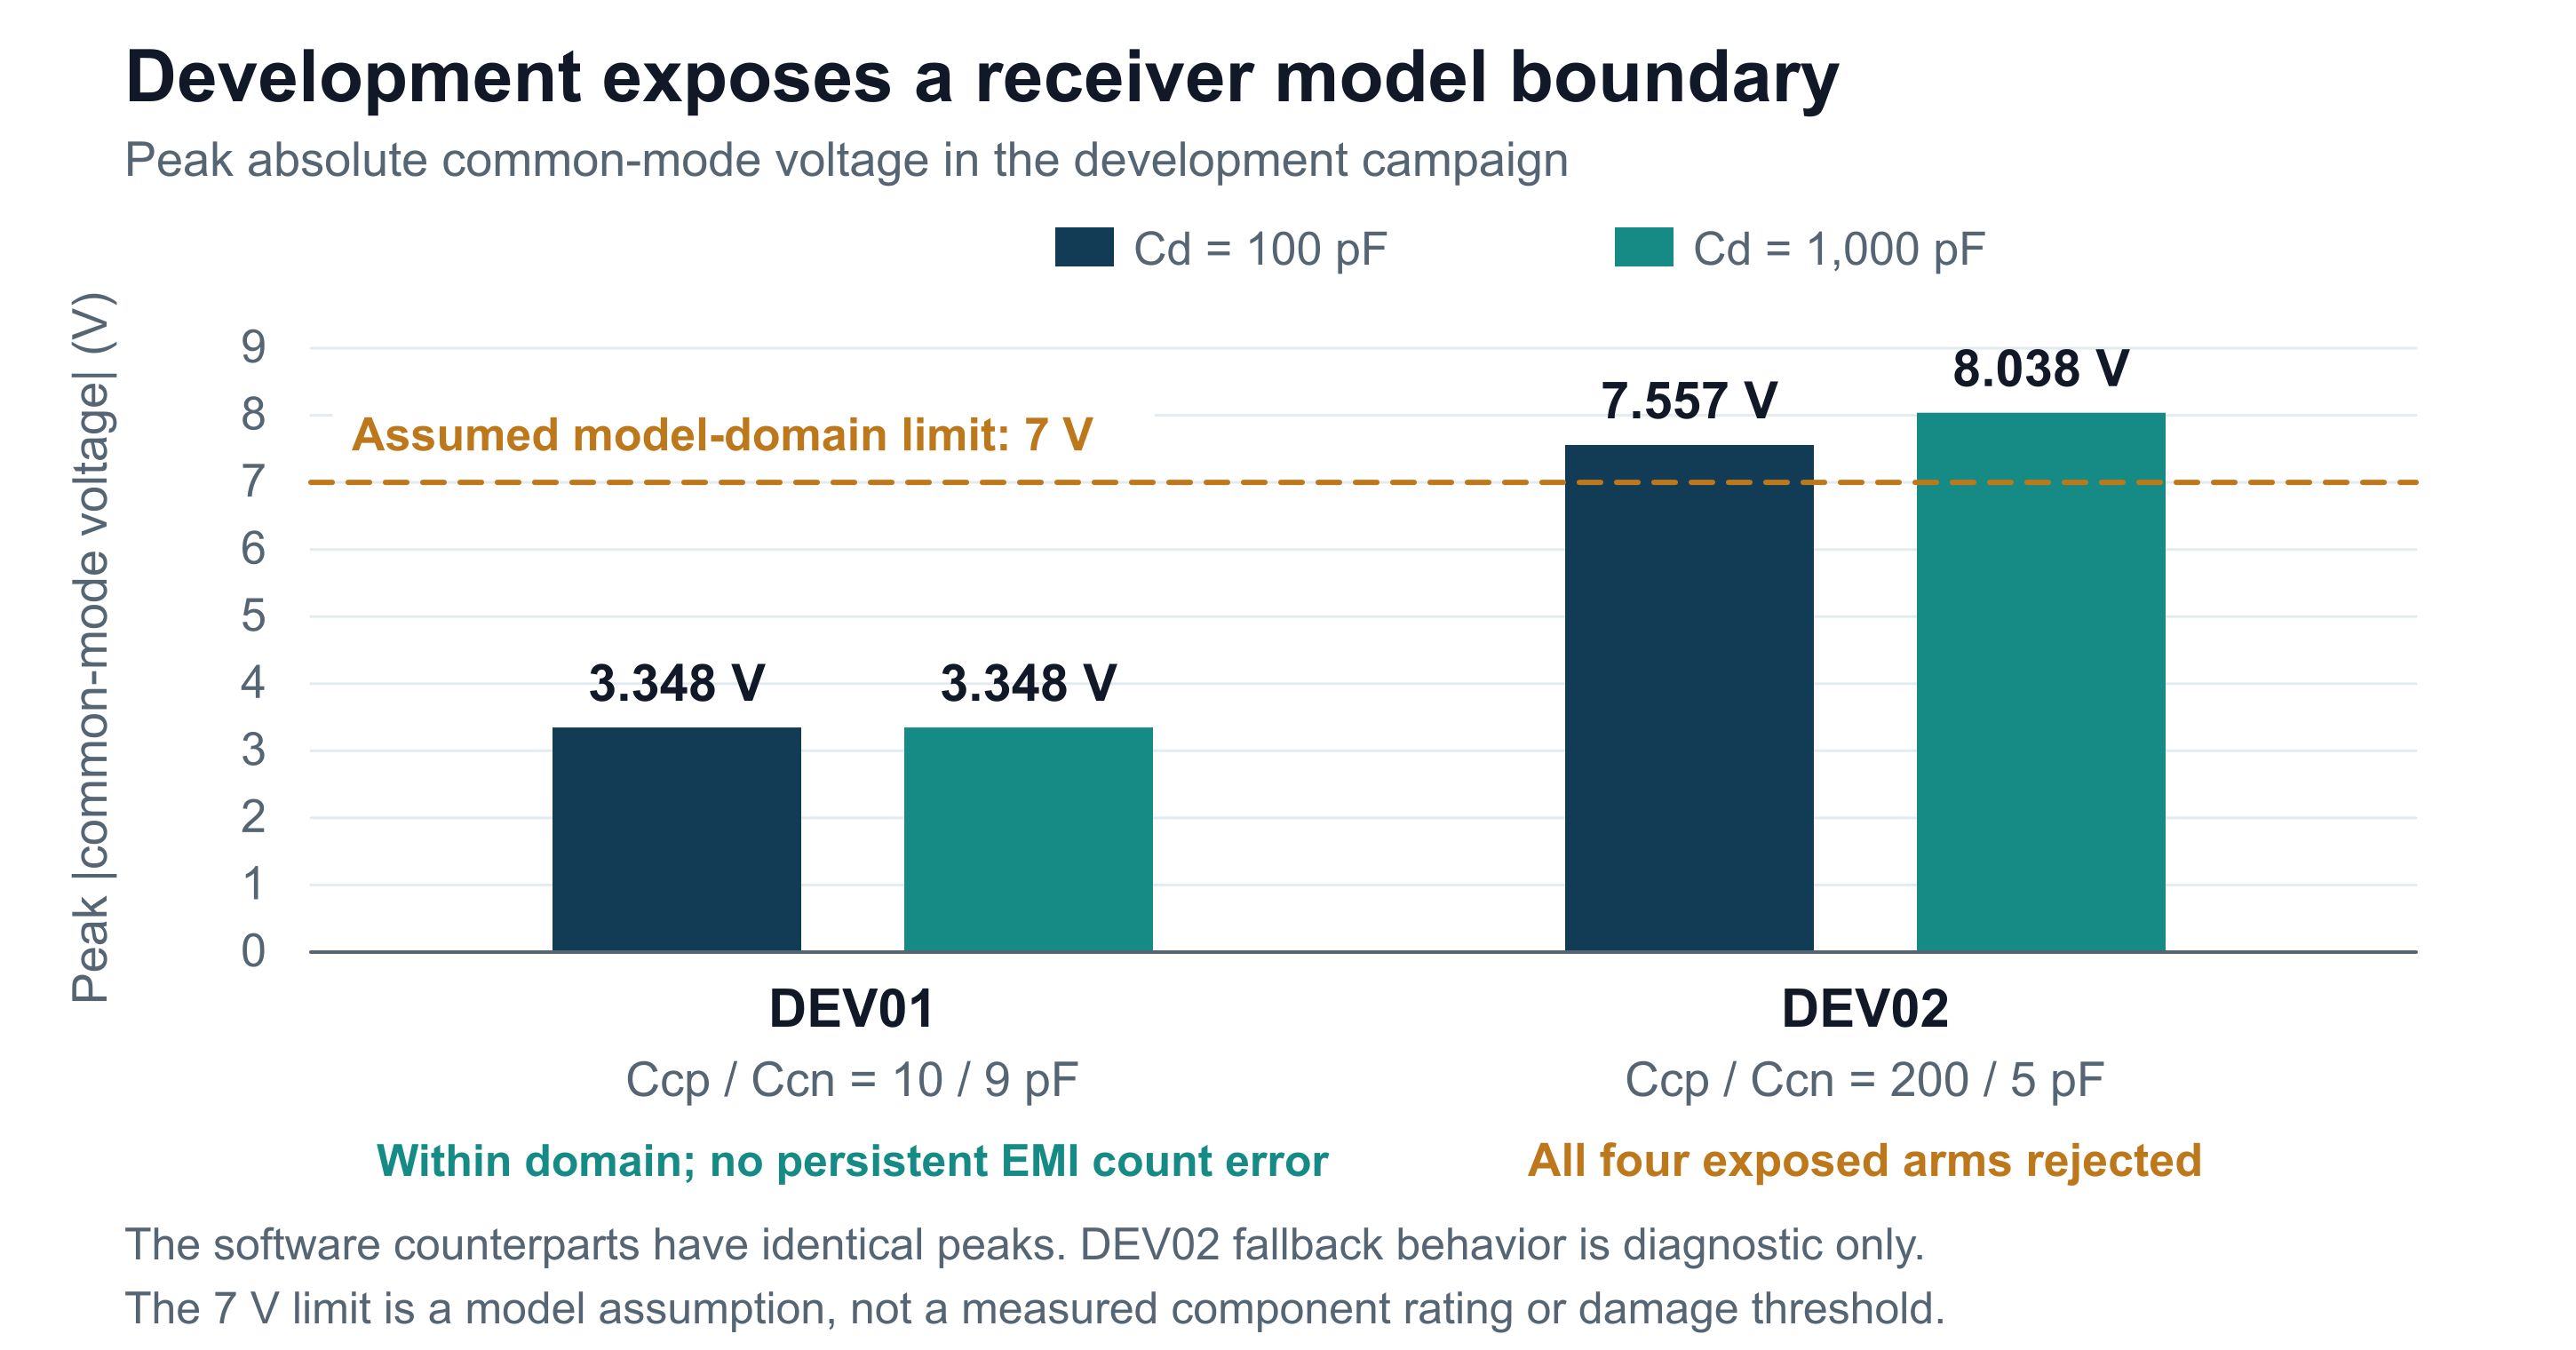 Development exposes a receiver model boundary
Peak absolute common-mode voltage in the development campaign
Cd = 100 pF
Cd = 1,000 pF
Peak |common-mode voltage| (V)
9
8
7
6
5
4
3
2
1
0
Assumed model-domain limit: 7 V
3.348 V
3.348 V
7.557 V
8.038 V
DEV01
DEV02
Ccp / Ccn = 10 / 9 pF
Ccp / Ccn = 200 / 5 pF
Within domain; no persistent EMI count error
All four exposed arms rejected
The software counterparts have identical peaks. DEV02 fallback behavior is diagnostic only.
The 7 V limit is a model assumption, not a measured component rating or damage threshold.